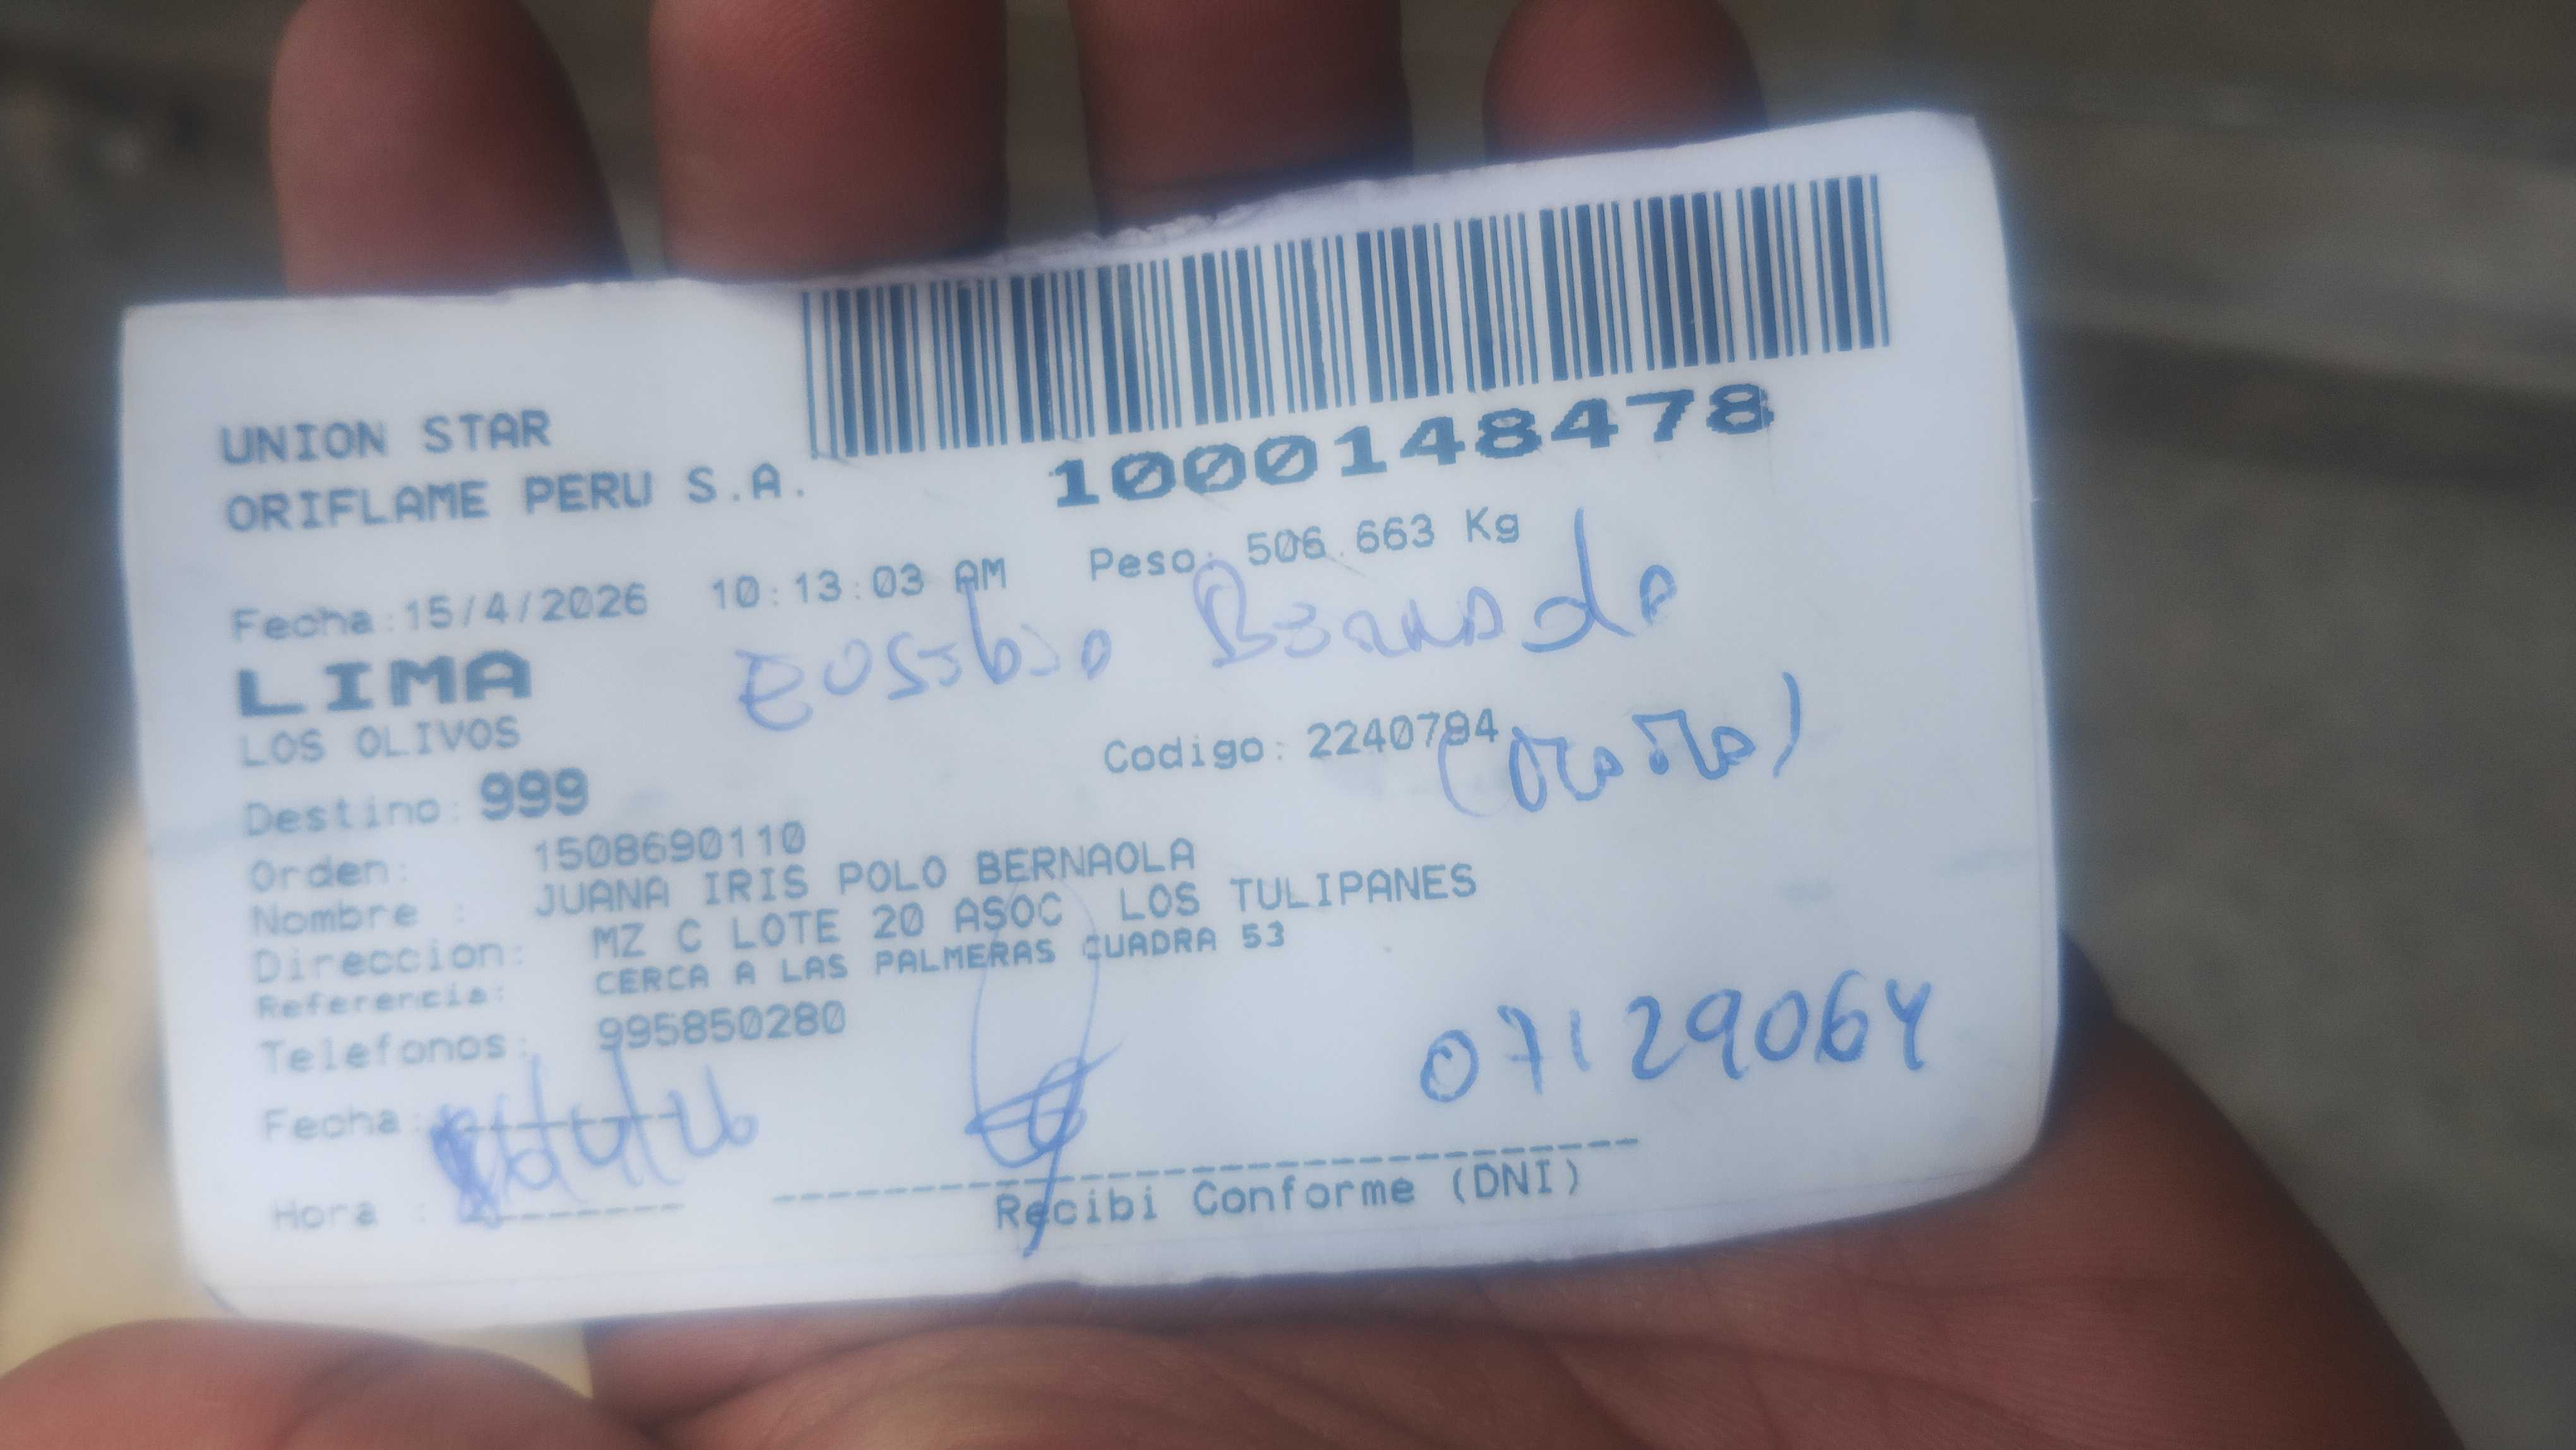 UNION STAR
ORIFLAME PERU S.A.
1000148478
Fecha:15/4/2026 10:13:03 AM Peso: 506.663 Kg
LIMA
LOS OLIVOS
Codigo: 2240794
Destino: 999
Orden: 1508690110
Nombre : JUANA IRIS POLO BERNAOLA
Direccion: MZ C LOTE 20 ASOC LOS TULIPANES
Referencia: CERCA A LAS PALMERAS CUADRA 53
Telefonos: 995850280
07129064
Fecha:
Hora :
Recibi Conforme (DNI)